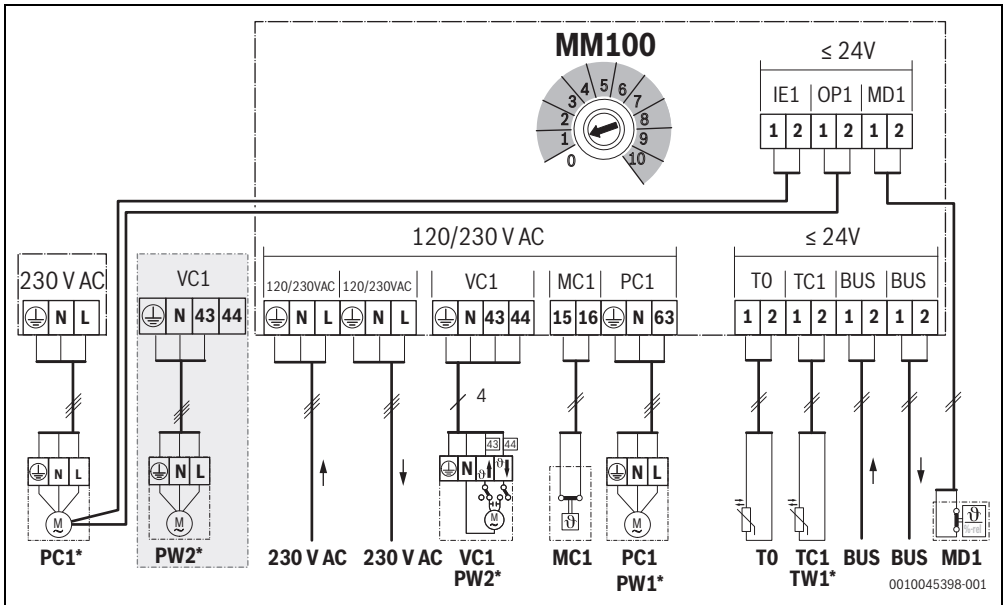 MM100
0 1 2 3 4 5 6 7 8 9 10
≤ 24V
IE1 OP1 MD1
1 2 1 2 1 2
120/230 V AC ≤ 24V
230 V AC
N L
VC1
N 43 44
120/230VAC 120/230VAC VC1 MC1 PC1 T0 TC1 BUS BUS
N L N L N 43 44 15 16 N 63 1 2 1 2 1 2 1 2
4
43 44
N L
M
~
PC1*
N L
M
~
PW2*
230 V AC
230 V AC
N ϑ ϑ
M
~
VC1
PW2*
ϑ
MC1
N L
M
~
PC1
PW1*
T0
TC1
TW1*
BUS
BUS
ϑ
%-rel
MD1
0010045398-001